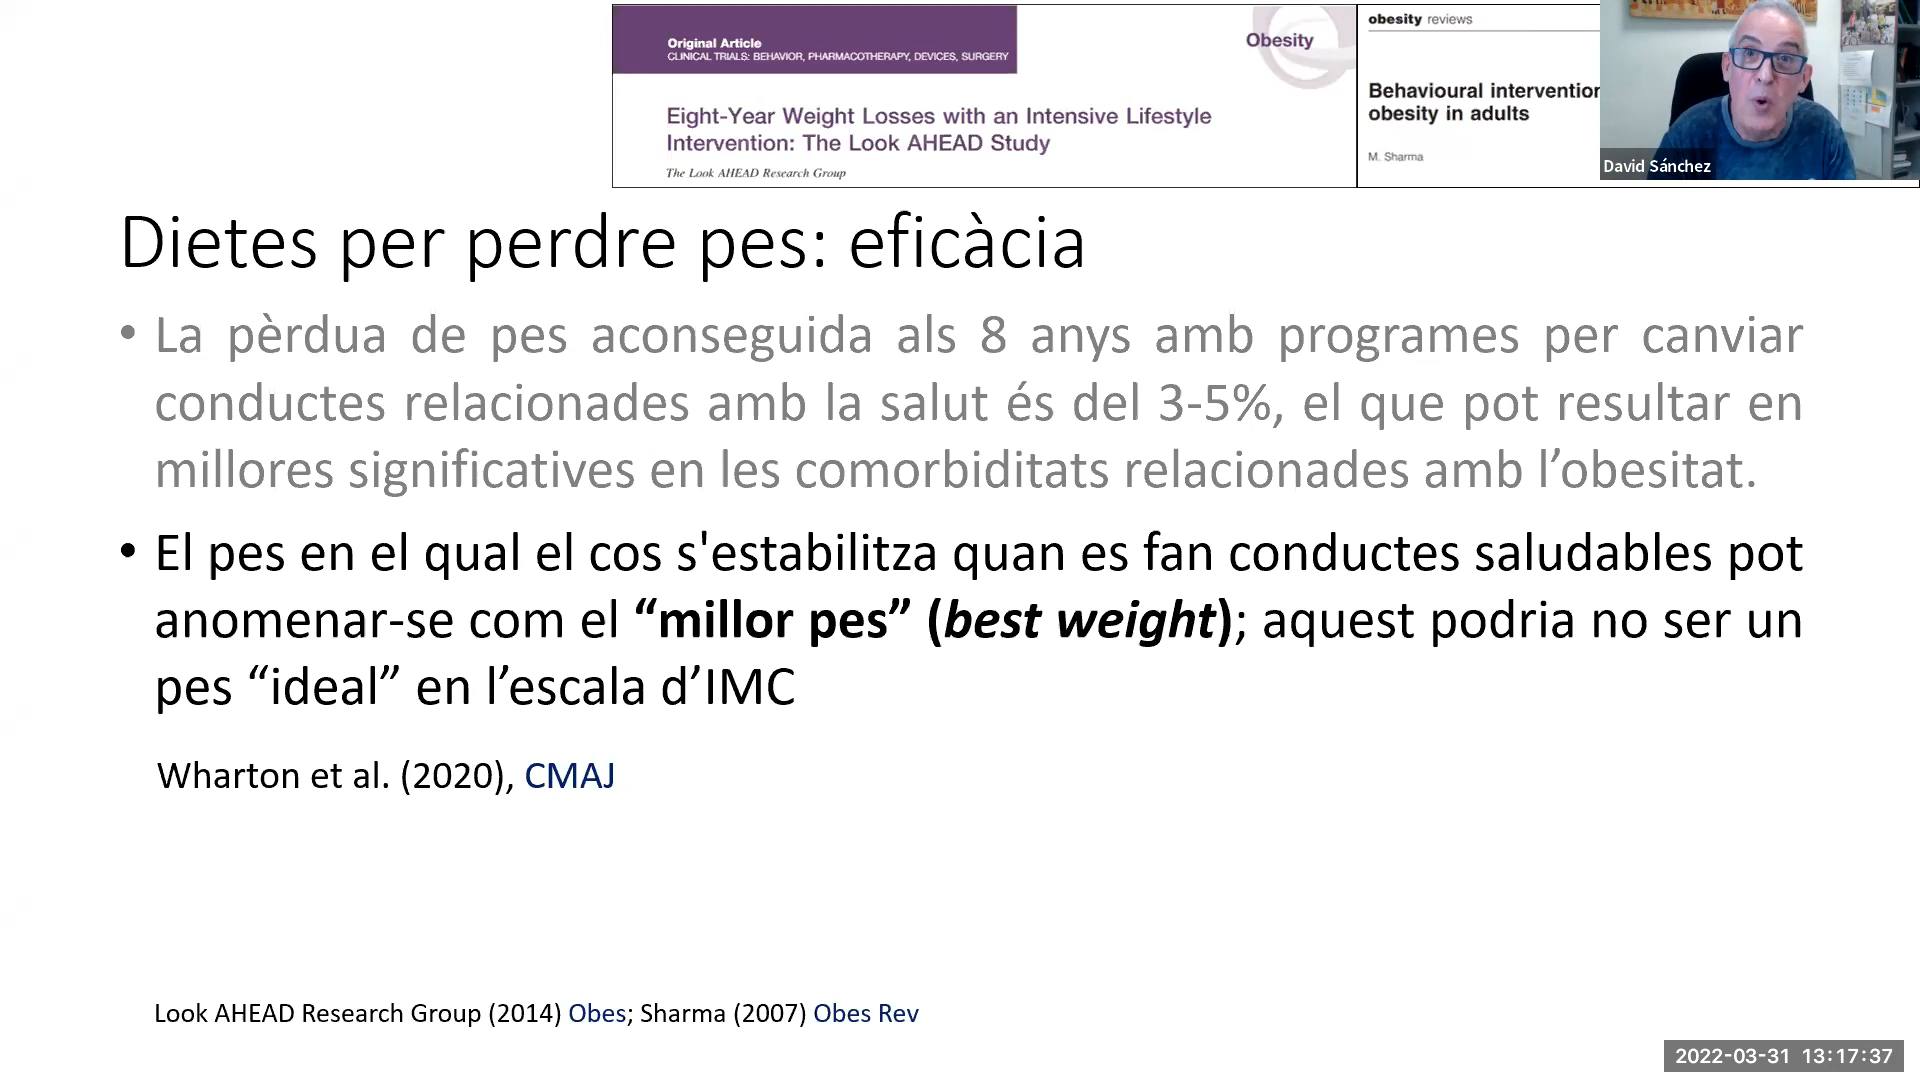 Original Article
CLINICAL TRIALS: BEHAVIOR, PHARMACOTHERAPY, DEVICES, SURGERY
Obesity
Eight-Year Weight Losses with an Intensive Lifestyle
Intervention: The Look AHEAD Study
The Look AHEAD Research Group
obesity reviews
Behavioural intervention
obesity in adults
M. Sharma
David Sánchez
Dietes per perdre pes: eficàcia
• La pèrdua de pes aconseguida als 8 anys amb programes per canviar
conductes relacionades amb la salut és del 3-5%, el que pot resultar en
millores significatives en les comorbiditats relacionades amb l’obesitat.
• El pes en el qual el cos s'estabilitza quan es fan conductes saludables pot
anomenar-se com el “millor pes” (best weight); aquest podria no ser un
pes “ideal” en l’escala d’IMC
Wharton et al. (2020), CMAJ
Look AHEAD Research Group (2014) Obes; Sharma (2007) Obes Rev
2022-03-31 13:17:37